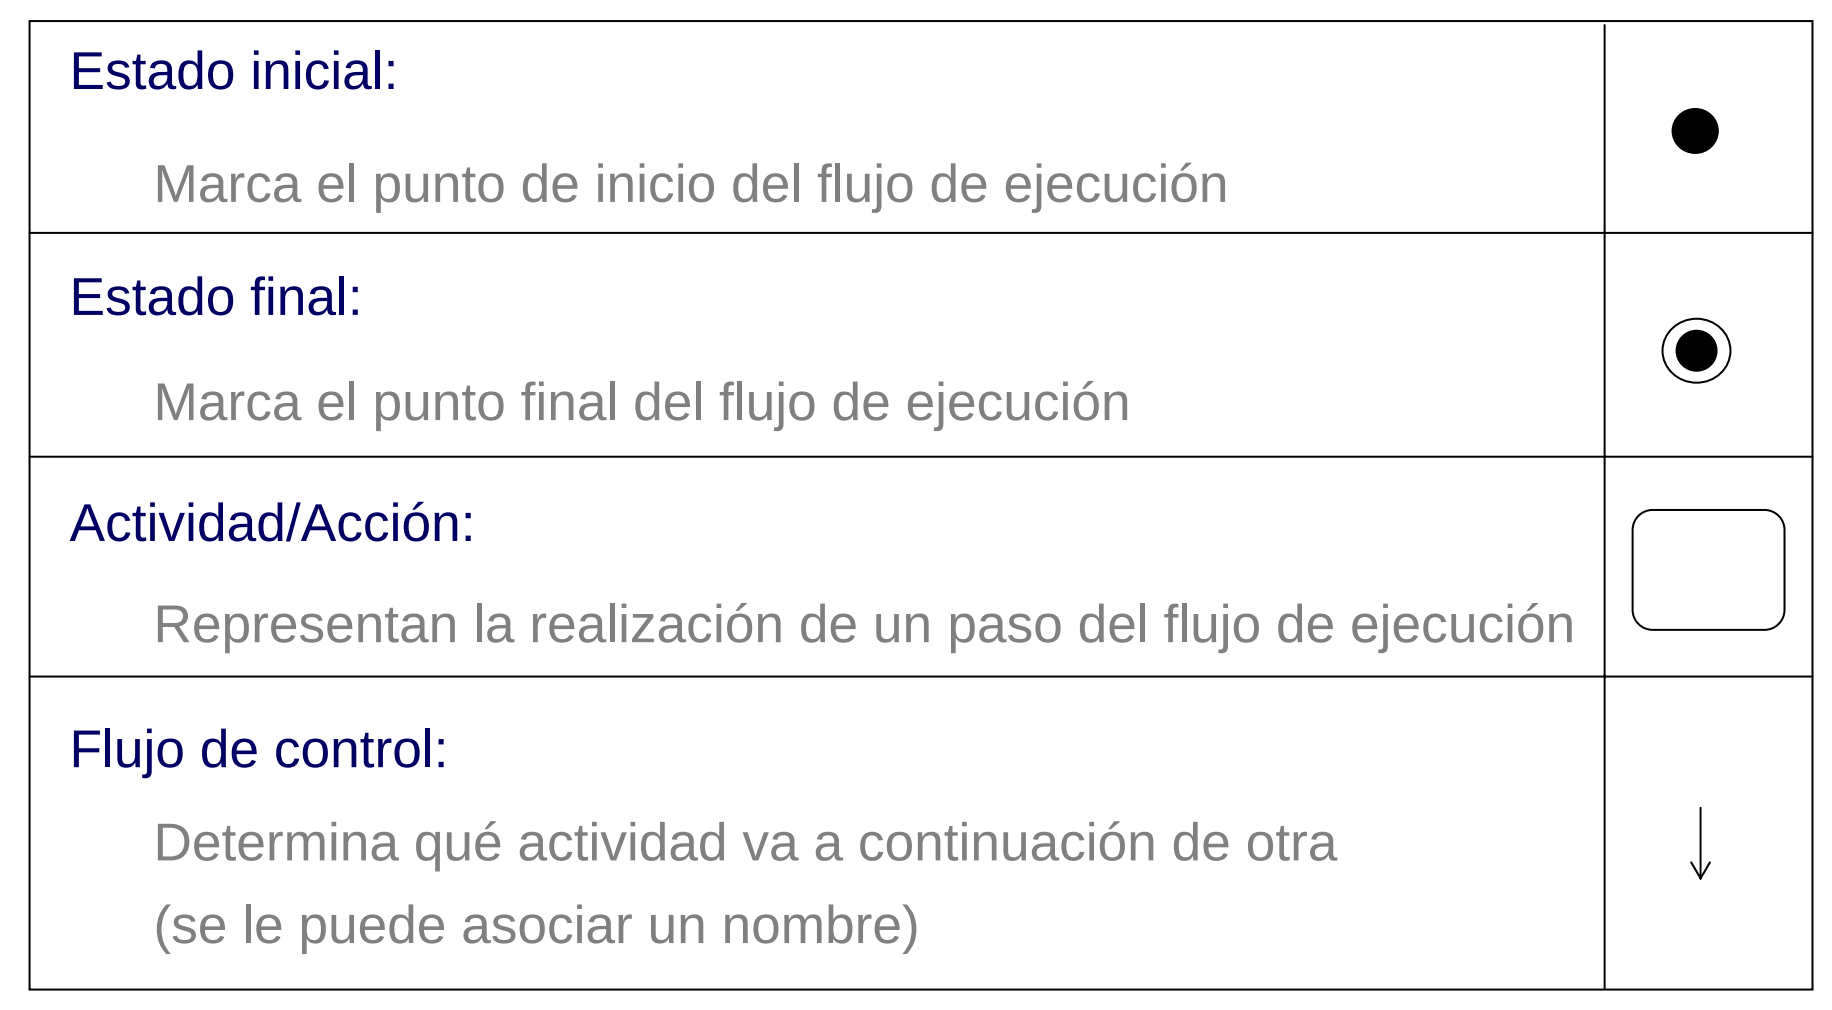 Estado inicial:
Marca el punto de inicio del flujo de ejecución
Estado final:
Marca el punto final del flujo de ejecución
Actividad/Acción:
Representan la realización de un paso del flujo de ejecución
Flujo de control:
Determina qué actividad va a continuación de otra
(se le puede asociar un nombre)